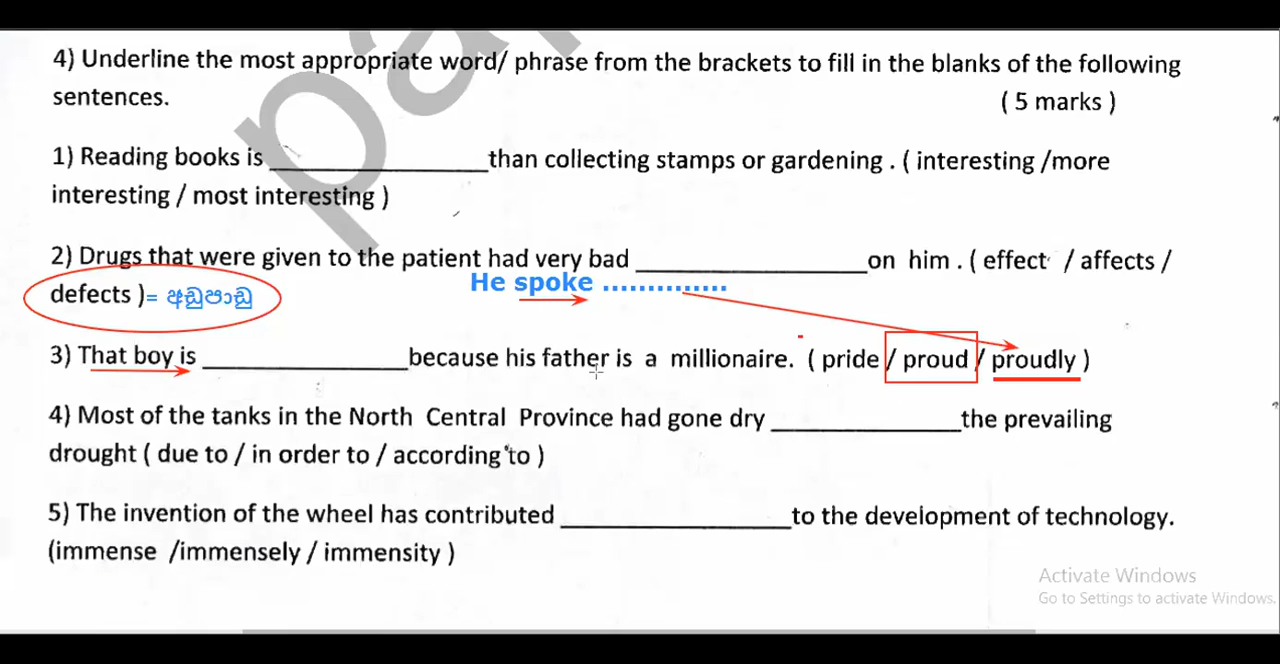 4) Underline the most appropriate word/ phrase from the brackets to fill in the blanks of the following
sentences. ( 5 marks )
1) Reading books is ______________ than collecting stamps or gardening . ( interesting /more
interesting / most interesting )
2) Drugs that were given to the patient had very bad ______________ on him . ( effect / affects /
defects )= අඩුපාඩු
He spoke ..............
3) That boy is ______________ because his father is a millionaire. ( pride / proud / proudly )
4) Most of the tanks in the North Central Province had gone dry ______________ the prevailing
drought ( due to / in order to / according to )
5) The invention of the wheel has contributed ______________ to the development of technology.
(immense /immensely / immensity )
Activate Windows
Go to Settings to activate Windows.